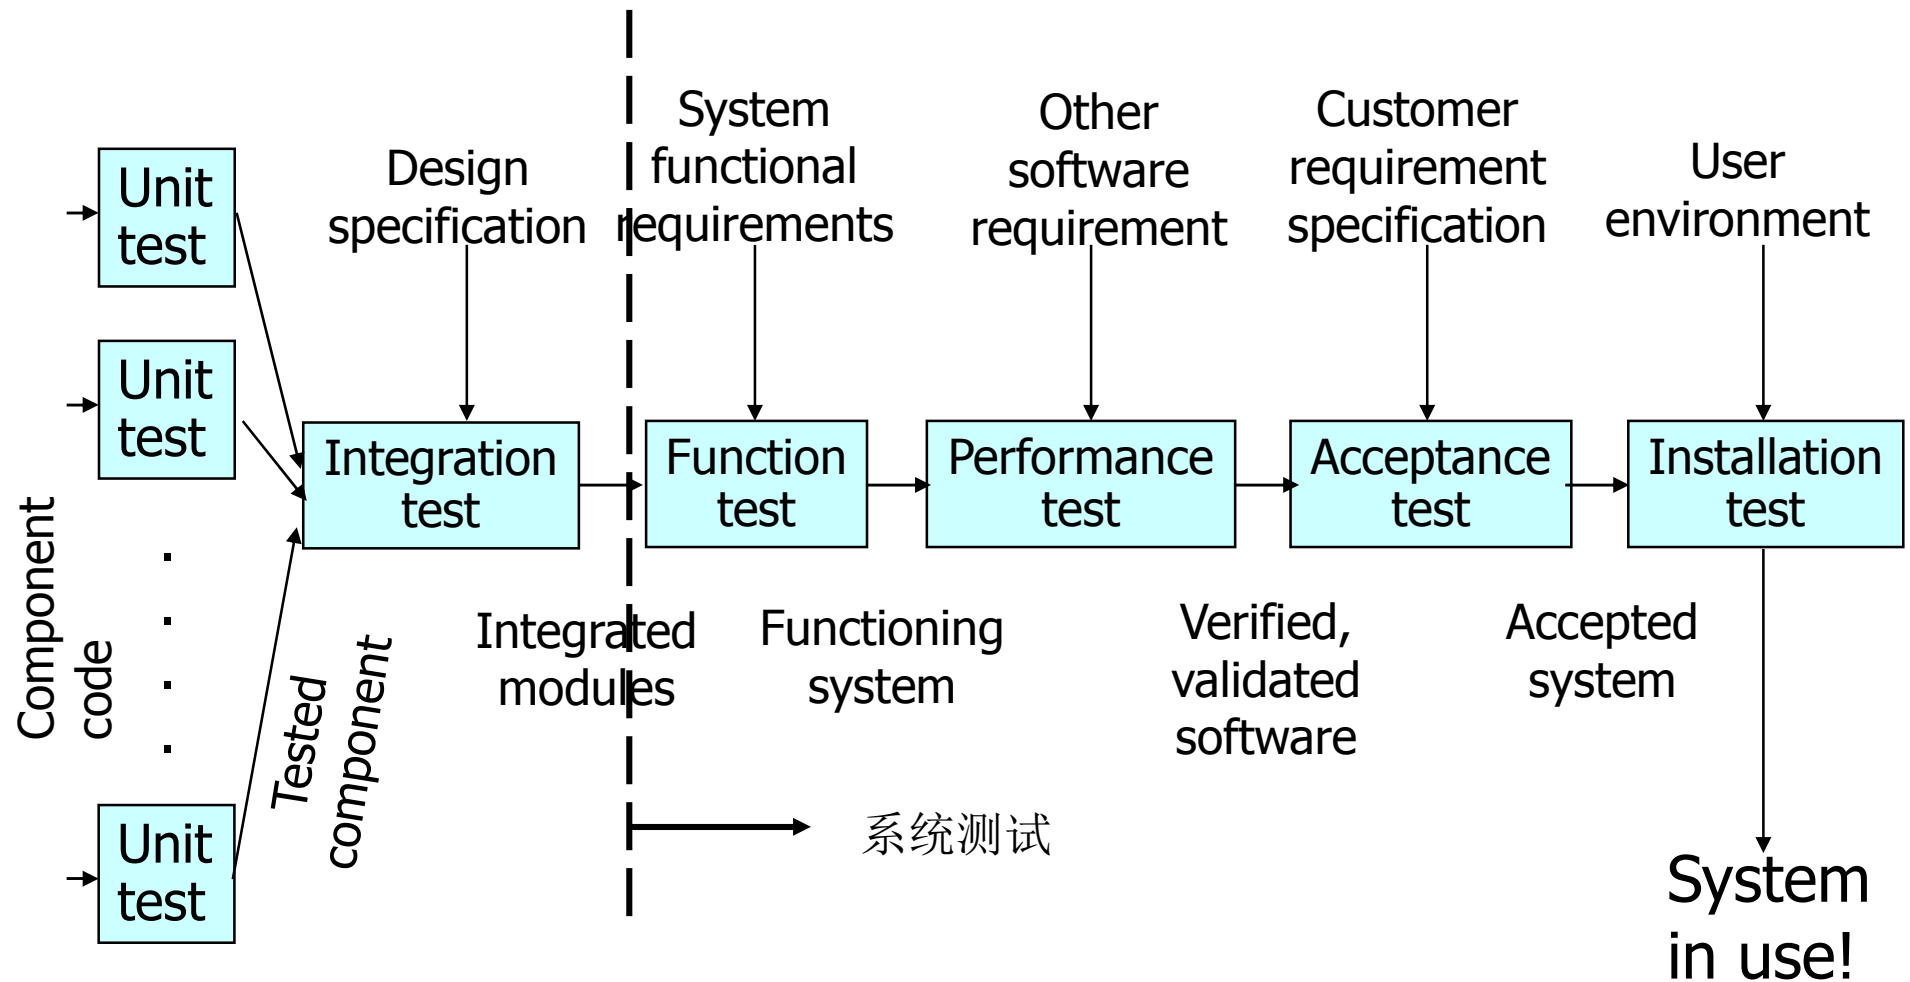 System
functional
requirements
Other
software
requirement
Customer
requirement
specification
Design
specification
User
environment
Unit
test
Unit
test
Integration
test
Function
test
Performance
test
Acceptance
test
Installation
test
Component
code
.
.
.
.
Tested
component
Integrated
modules
Functioning
system
Verified,
validated
software
Accepted
system
Unit
test
系统测试
System
in use!